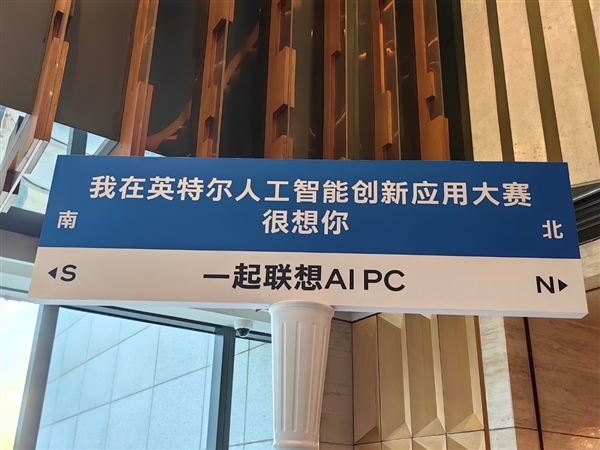 我在英特尔人工智能创新应用大赛
很想你
南
北
◂S
一起联想AI PC
N▸